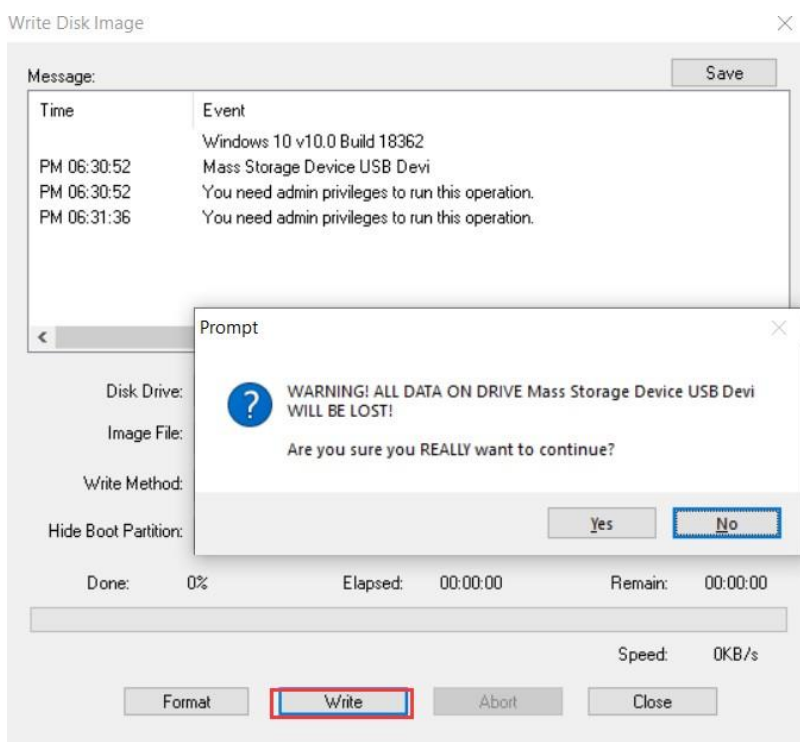 Write Disk Image
Message:
Save
Time Event
Windows 10 v10.0 Build 18362
PM 06:30:52 Mass Storage Device USB Devi
PM 06:30:52 You need admin privileges to run this operation.
PM 06:31:36 You need admin privileges to run this operation.
Prompt
WARNING! ALL DATA ON DRIVE Mass Storage Device USB Devi
WILL BE LOST!
Are you sure you REALLY want to continue?
Yes No
Disk Drive:
Image File:
Write Method:
Hide Boot Partition:
Done: 0% Elapsed: 00:00:00 Remain: 00:00:00
Speed: 0KB/s
Format Write Abort Close